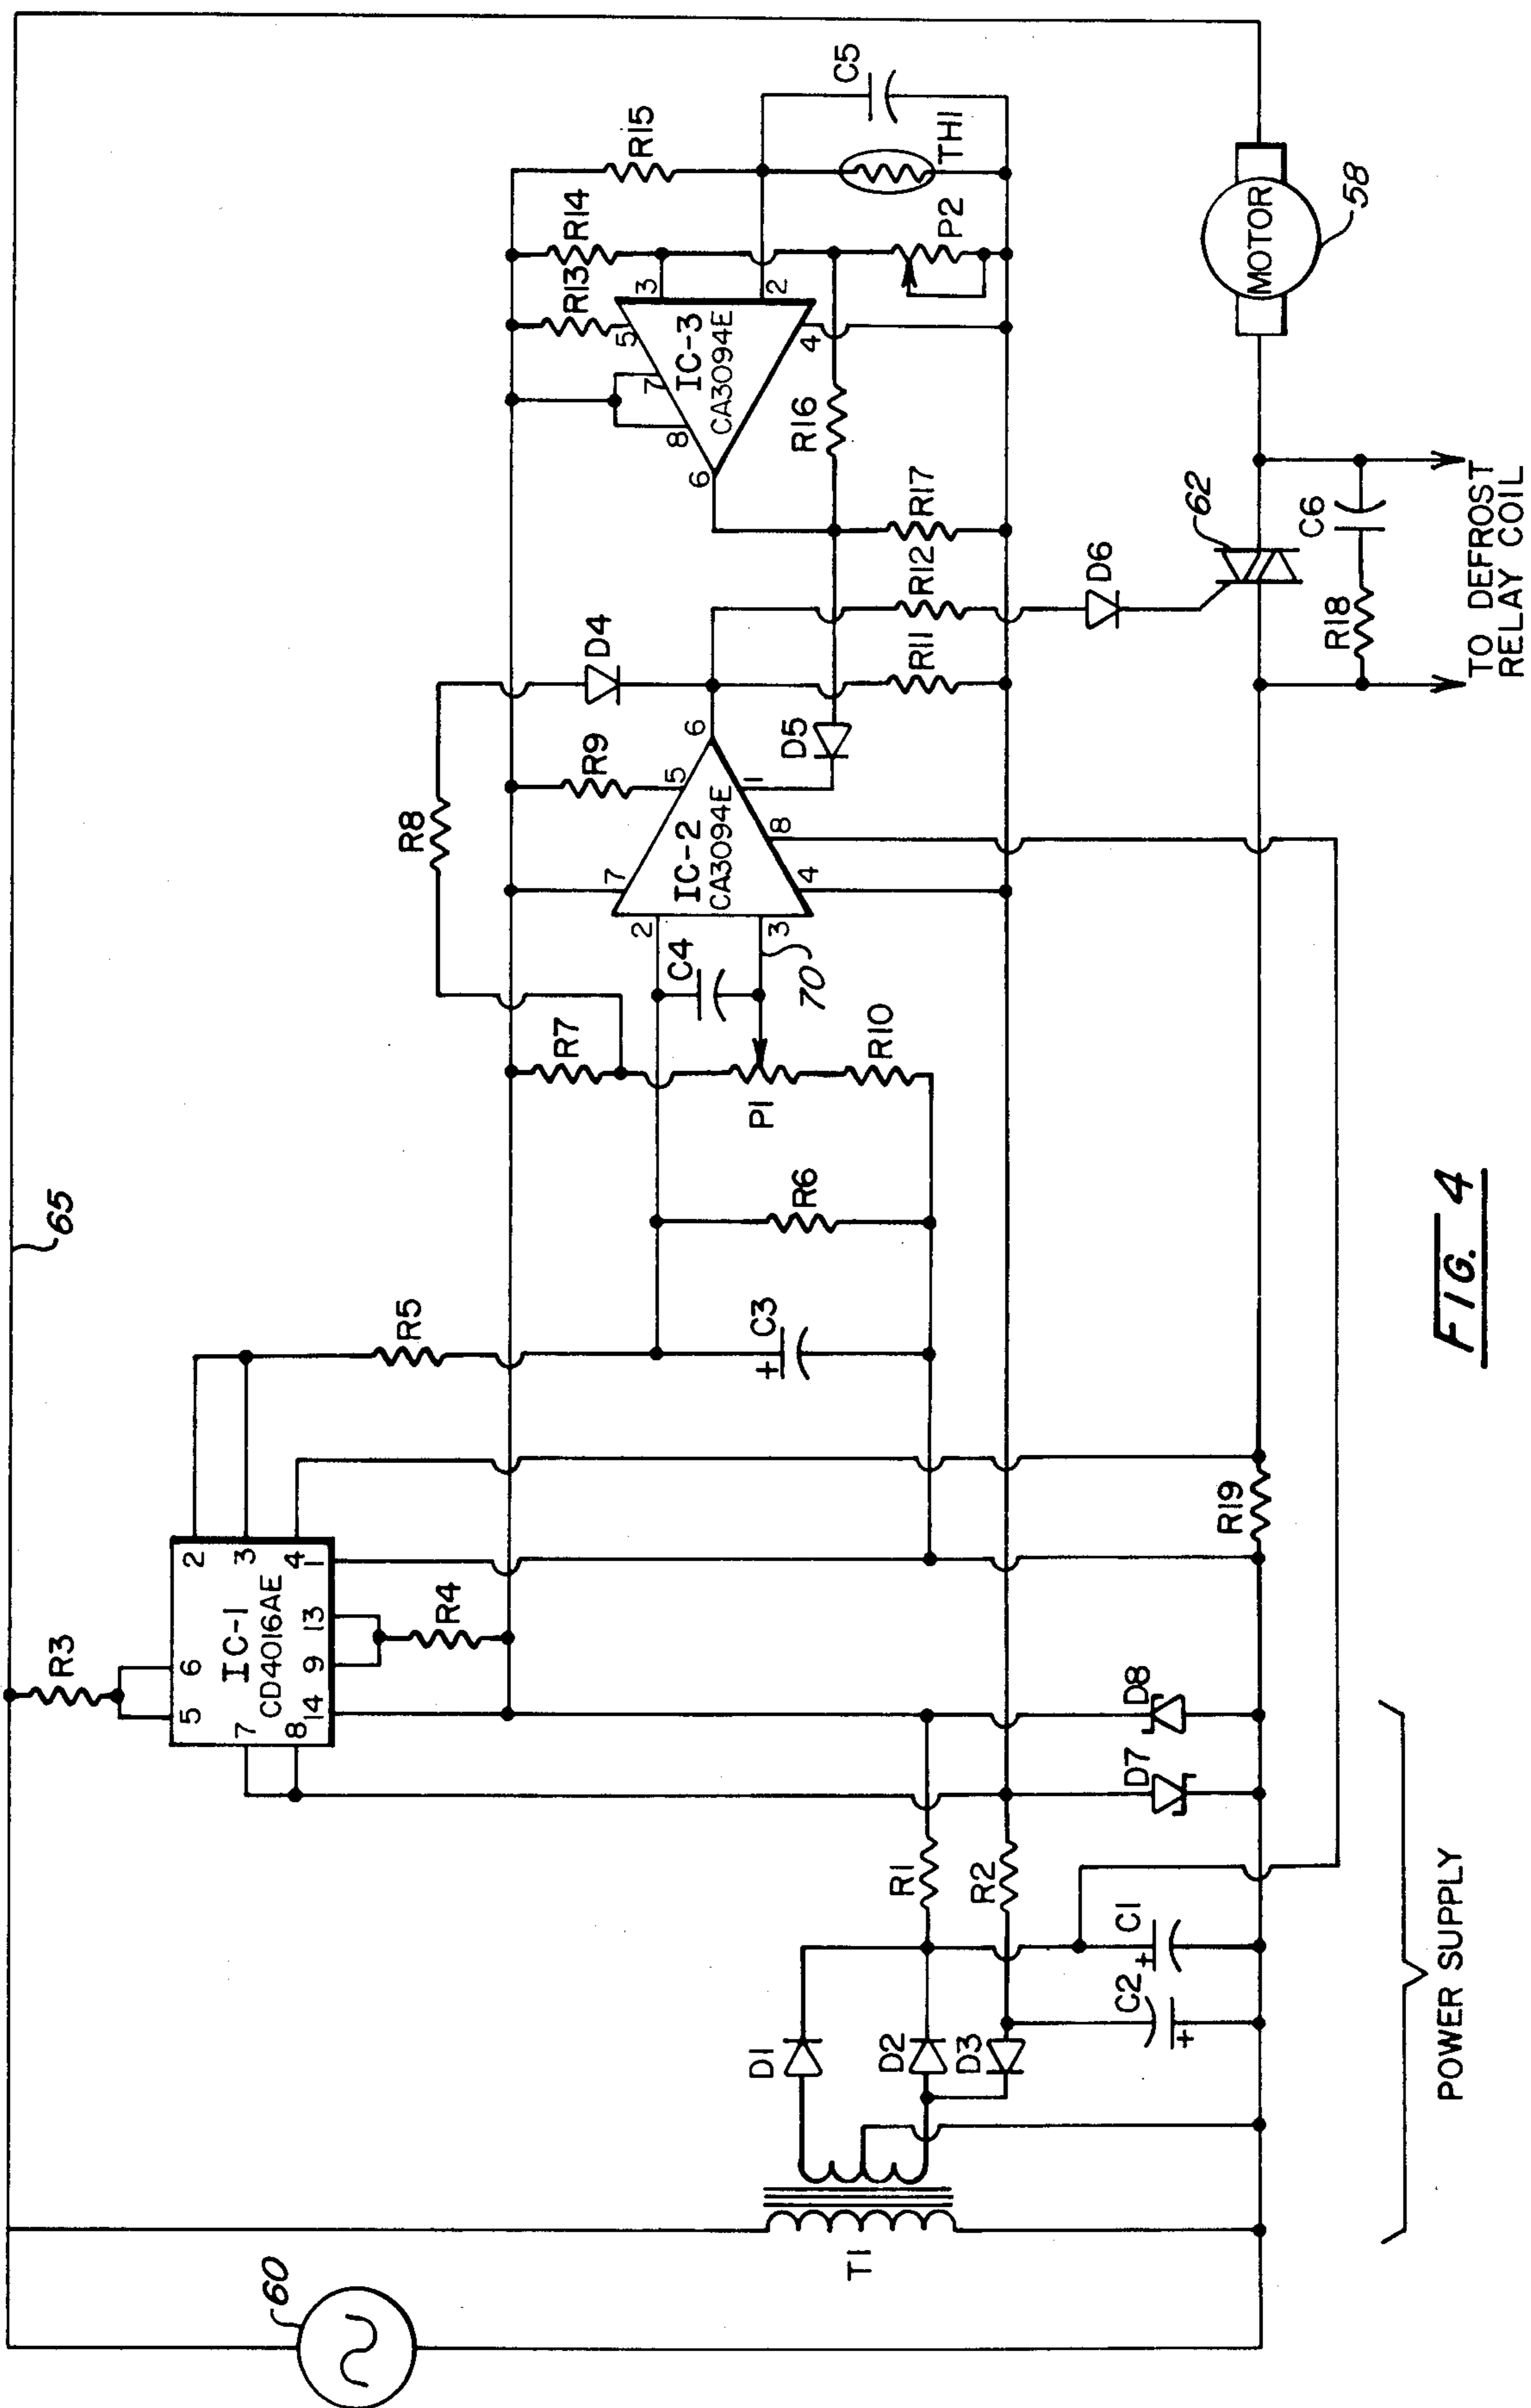 65
60
R3
5 6
7 2
8 3
IC-1
CD4016AE
14 9 13 1 4
R4
R5
R8
R7
R9
D4
R13
R14
R15
C5
TH1
P2
3
2
5
7
8
6
4
IC-3
CA3094E
R16
R17
R12
R11
D5
D6
2
3
7
5
6
1
8
4
IC-2
CA3094E
C4
70
P1
R10
R6
C3
+
T1
D1
D2
D3
R1
R2
C2
+
C1
+
D7
D8
R19
62
R18
C6
MOTOR
58
TO DEFROST
RELAY COIL
POWER SUPPLY
FIG. 4